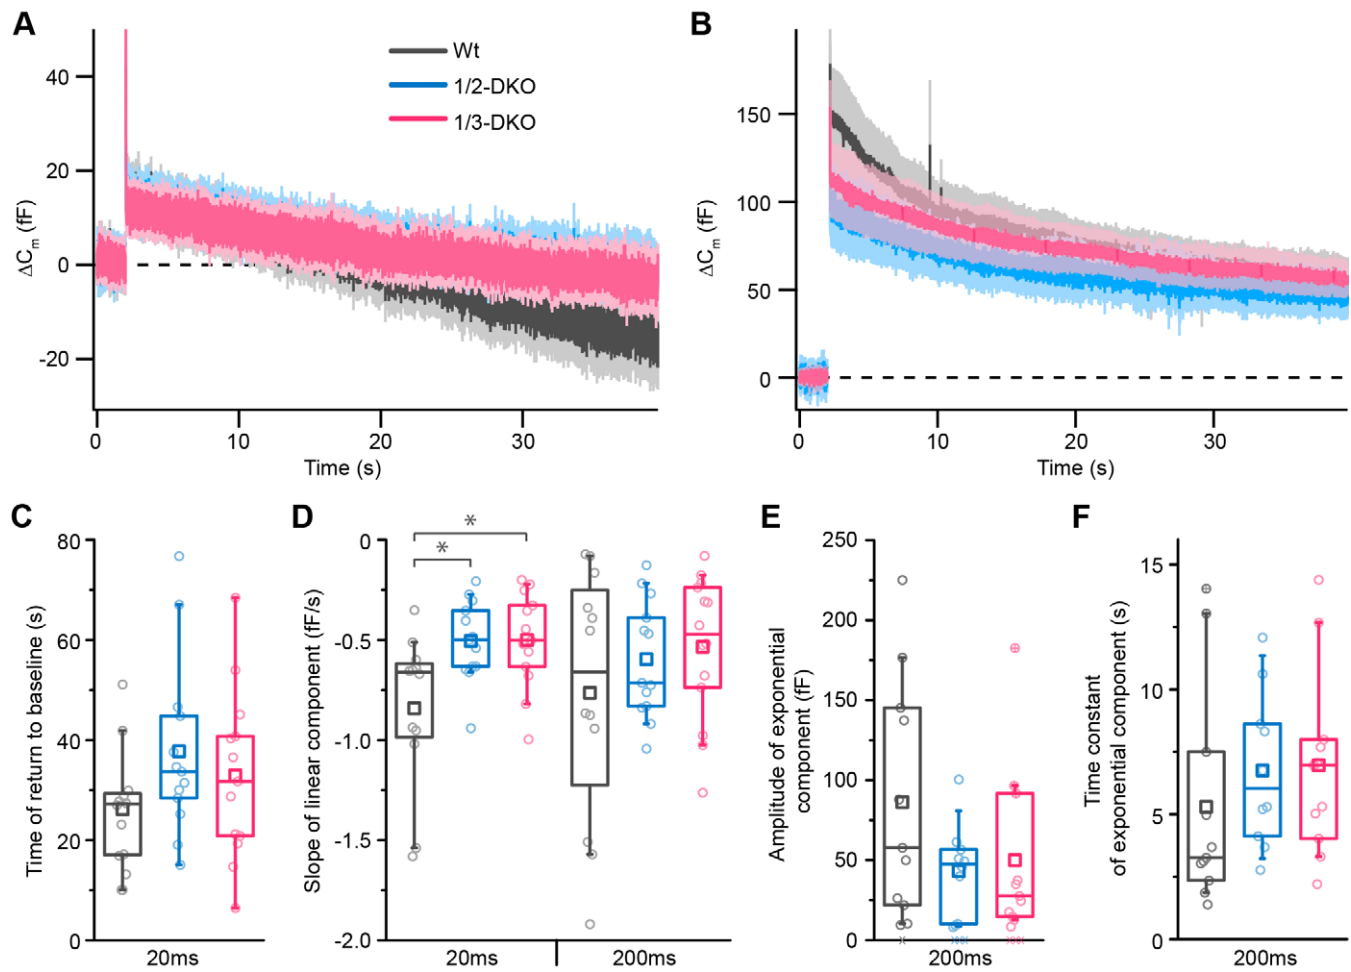 A
B
Wt
1/2-DKO
1/3-DKO
ΔCm (fF)
40
20
0
-20
0
10
20
30
Time (s)
ΔCm (fF)
150
100
50
0
0
10
20
30
Time (s)
C
D
E
F
Time of return to baseline (s)
80
60
40
20
0
20ms
Slope of linear component (fF/s)
0
-0.5
-1.0
-1.5
-2.0
*
*
20ms
200ms
Amplitude of exponential
component (fF)
250
200
150
100
50
0
200ms
Time constant
of exponential component (s)
15
10
5
0
200ms